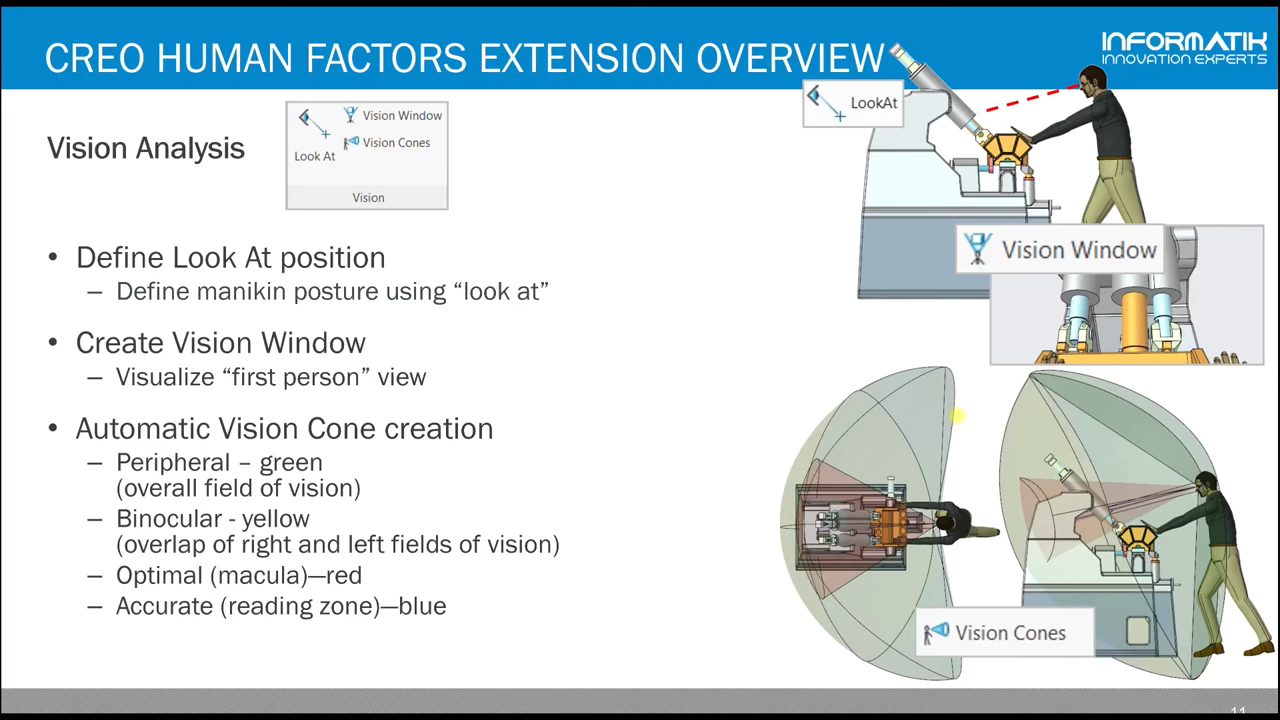 CREO HUMAN FACTORS EXTENSION OVERVIEW
INFORMATIK
INNOVATION EXPERTS
LookAt
Vision Analysis
Look At
Vision Window
Vision Cones
Vision
Vision Window
• Define Look At position
– Define manikin posture using “look at”
• Create Vision Window
– Visualize “first person” view
• Automatic Vision Cone creation
– Peripheral – green
(overall field of vision)
– Binocular - yellow
(overlap of right and left fields of vision)
– Optimal (macula)—red
– Accurate (reading zone)—blue
Vision Cones
11